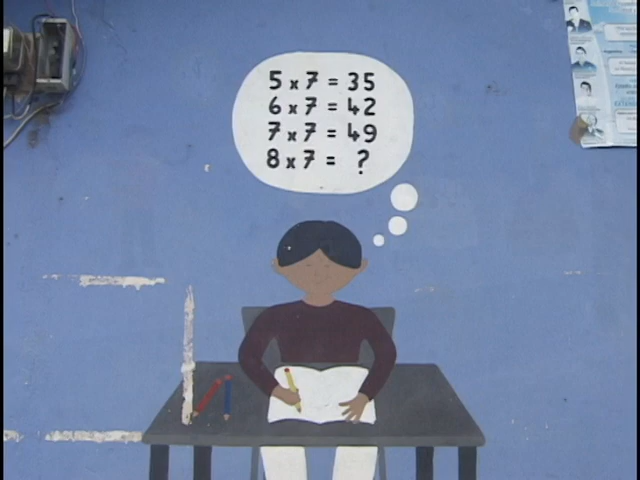 5 x 7 = 35
6 x 7 = 42
7 x 7 = 49
8 x 7 = ?